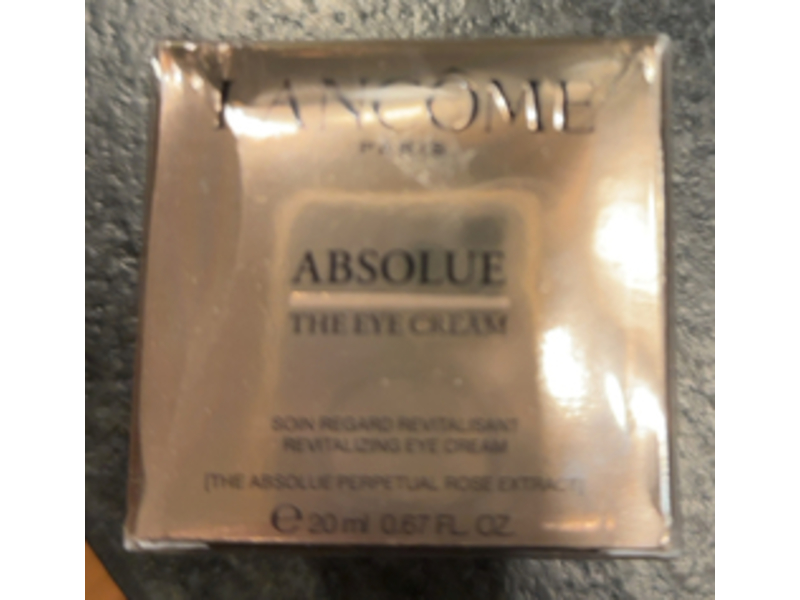 LANCÔME
PARIS
ABSOLUE
THE EYE CREAM
SOIN REGARD REVITALISANT
REVITALIZING EYE CREAM
[THE ABSOLUE PERPETUAL ROSE EXTRACT]
e 20 ml 0.67 FL. OZ.